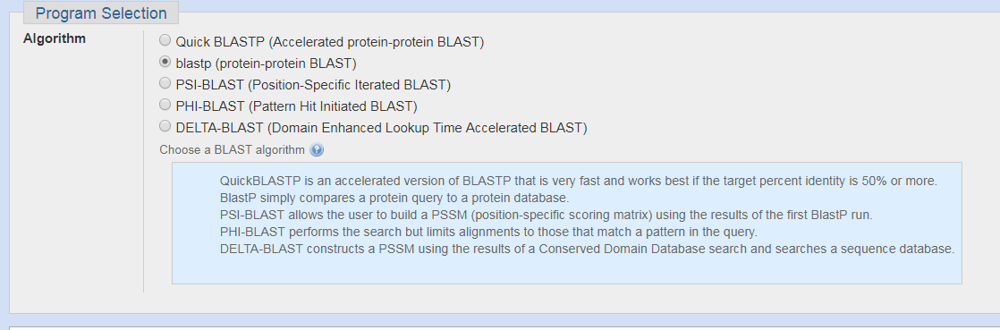 Program Selection
Algorithm
Quick BLASTP (Accelerated protein-protein BLAST)
blastp (protein-protein BLAST)
PSI-BLAST (Position-Specific Iterated BLAST)
PHI-BLAST (Pattern Hit Initiated BLAST)
DELTA-BLAST (Domain Enhanced Lookup Time Accelerated BLAST)
Choose a BLAST algorithm ?
QuickBLASTP is an accelerated version of BLASTP that is very fast and works best if the target percent identity is 50% or more.
BlastP simply compares a protein query to a protein database.
PSI-BLAST allows the user to build a PSSM (position-specific scoring matrix) using the results of the first BlastP run.
PHI-BLAST performs the search but limits alignments to those that match a pattern in the query.
DELTA-BLAST constructs a PSSM using the results of a Conserved Domain Database search and searches a sequence database.